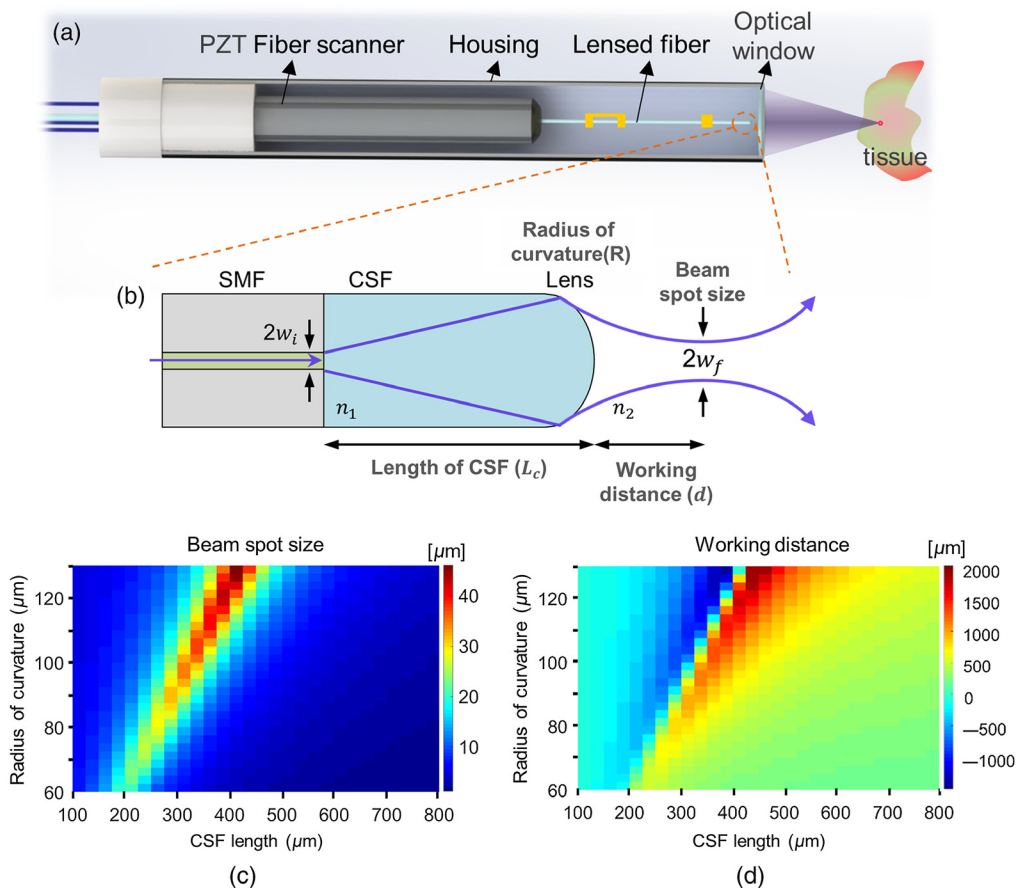 (a)
PZT Fiber scanner
Housing
Lensed fiber
Optical
window
tissue
Radius of
curvature(R)
(b)
SMF
CSF
Lens
Beam
spot size
2w_i
2w_f
n_1
n_2
Length of CSF (L_c)
Working
distance (d)
Beam spot size
[µm]
Radius of curvature (µm)
120
100
80
60
100 200 300 400 500 600 700 800
CSF length (µm)
40
30
20
10
(c)
Working distance
[µm]
Radius of curvature (µm)
120
100
80
60
100 200 300 400 500 600 700 800
CSF length (µm)
2000
1500
1000
500
0
—500
—1000
(d)